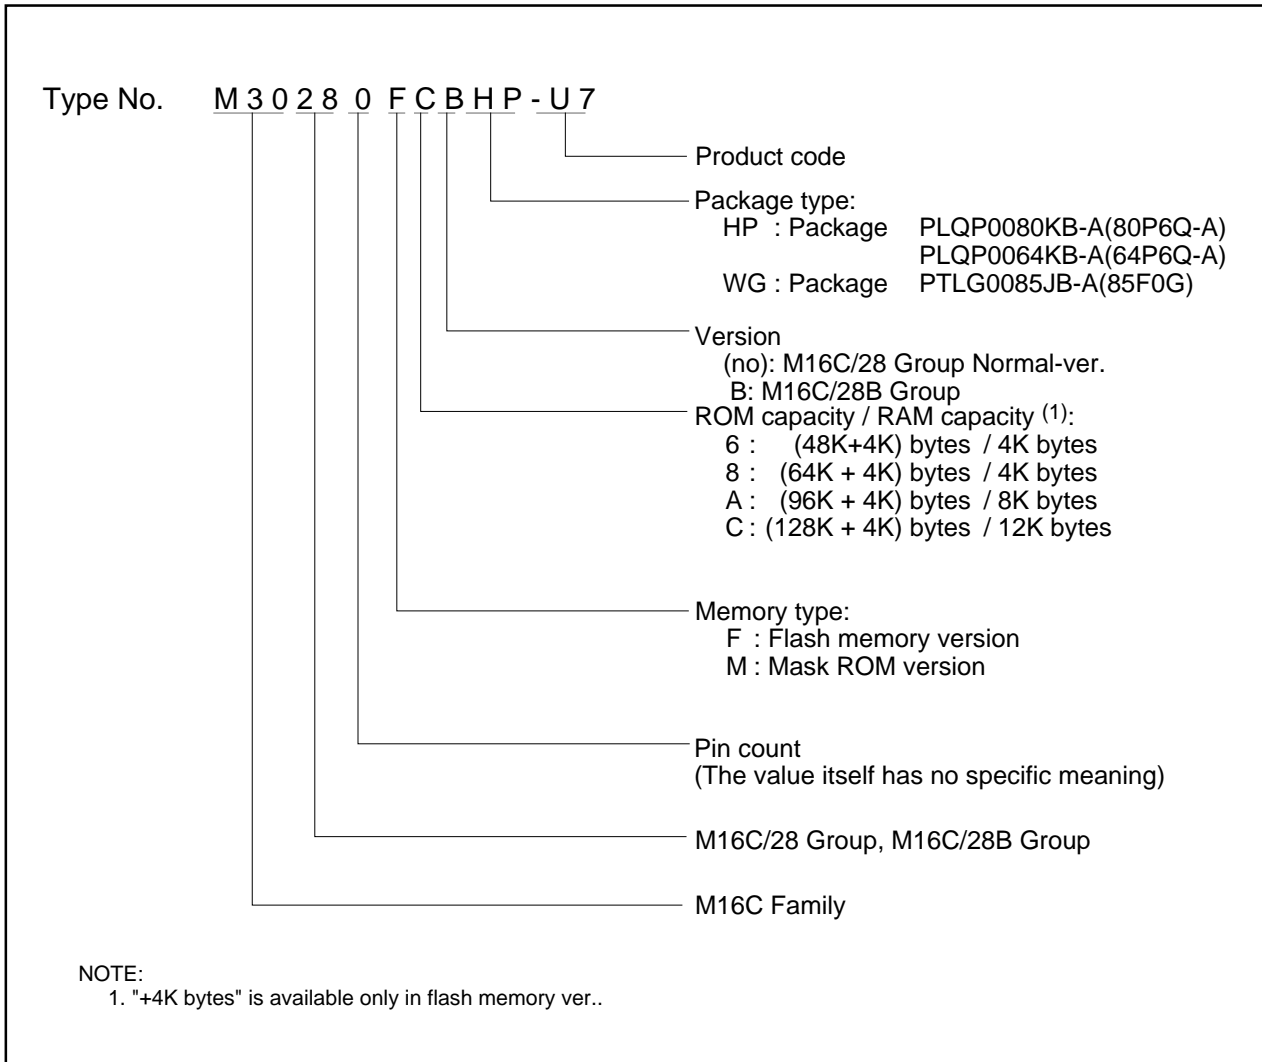 Type No. M 3 0 2 8 0 F C B H P - U 7
Product code
Package type:
HP : Package PLQP0080KB-A(80P6Q-A)
PLQP0064KB-A(64P6Q-A)
WG : Package PTLG0085JB-A(85F0G)
Version
(no): M16C/28 Group Normal-ver.
B: M16C/28B Group
ROM capacity / RAM capacity (1):
6 : (48K+4K) bytes / 4K bytes
8 : (64K + 4K) bytes / 4K bytes
A : (96K + 4K) bytes / 8K bytes
C : (128K + 4K) bytes / 12K bytes
Memory type:
F : Flash memory version
M : Mask ROM version
Pin count
(The value itself has no specific meaning)
M16C/28 Group, M16C/28B Group
M16C Family
NOTE:
1. "+4K bytes" is available only in flash memory ver..